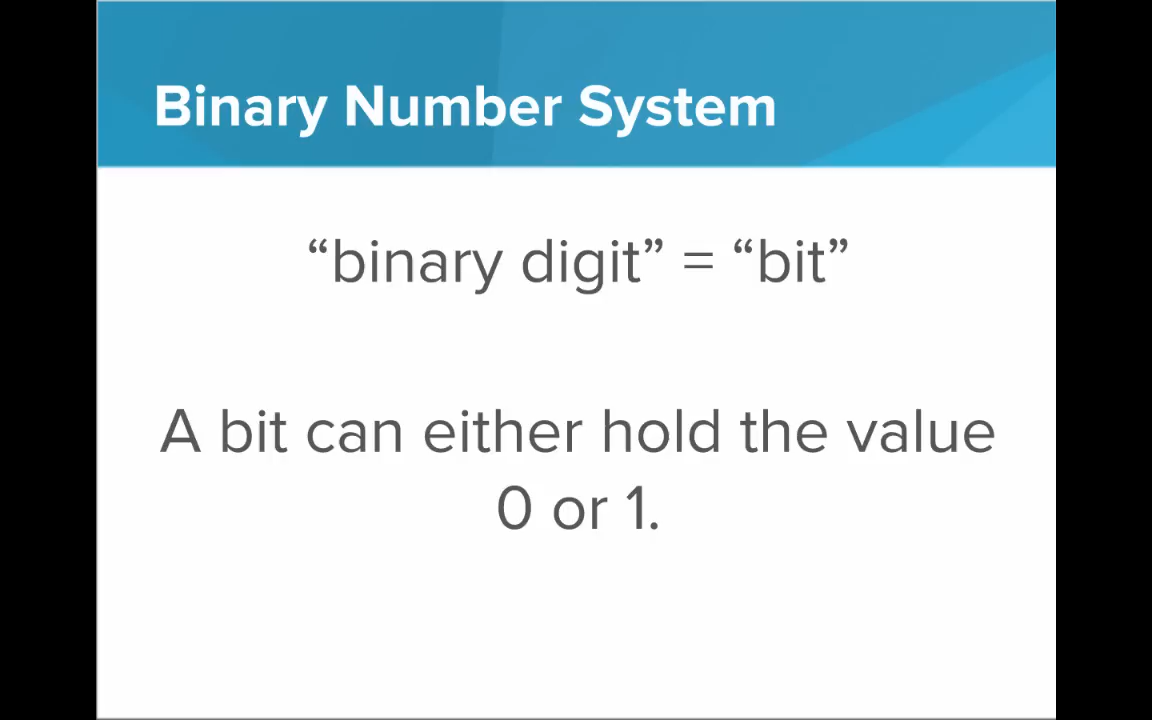 Binary Number System
“binary digit” = “bit”
A bit can either hold the value
0 or 1.